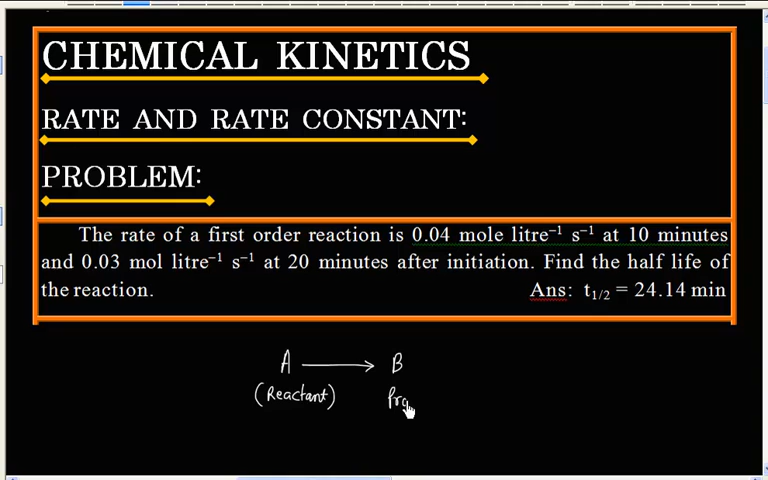 CHEMICAL KINETICS
RATE AND RATE CONSTANT:
PROBLEM:
The rate of a first order reaction is 0.04 mole litre⁻¹ s⁻¹ at 10 minutes
and 0.03 mol litre⁻¹ s⁻¹ at 20 minutes after initiation. Find the half life of
the reaction. Ans: t₁/₂ = 24.14 min
A ⟶ B
(Reactant) Pro